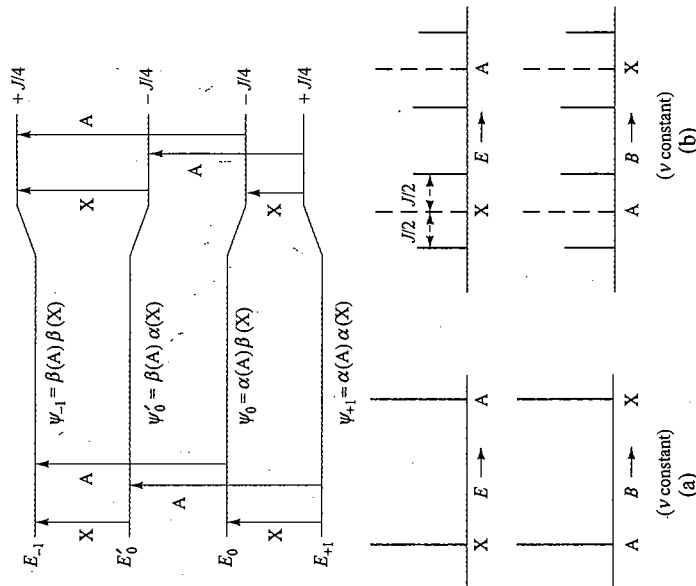 E₋₁
ψ₋₁ = β(A) β(X)
+ J/4
X
A
X
A
E′₀
ψ′₀ = β(A) α(X)
− J/4
A
A
E₀
ψ₀ = α(A) β(X)
− J/4
X
X
E₊₁
ψ₊₁ = α(A) α(X)
+ J/4
J/2 J/2
X E → A
X E → A
A B → X
A B → X
(ν constant)
(a)
(ν constant)
(b)